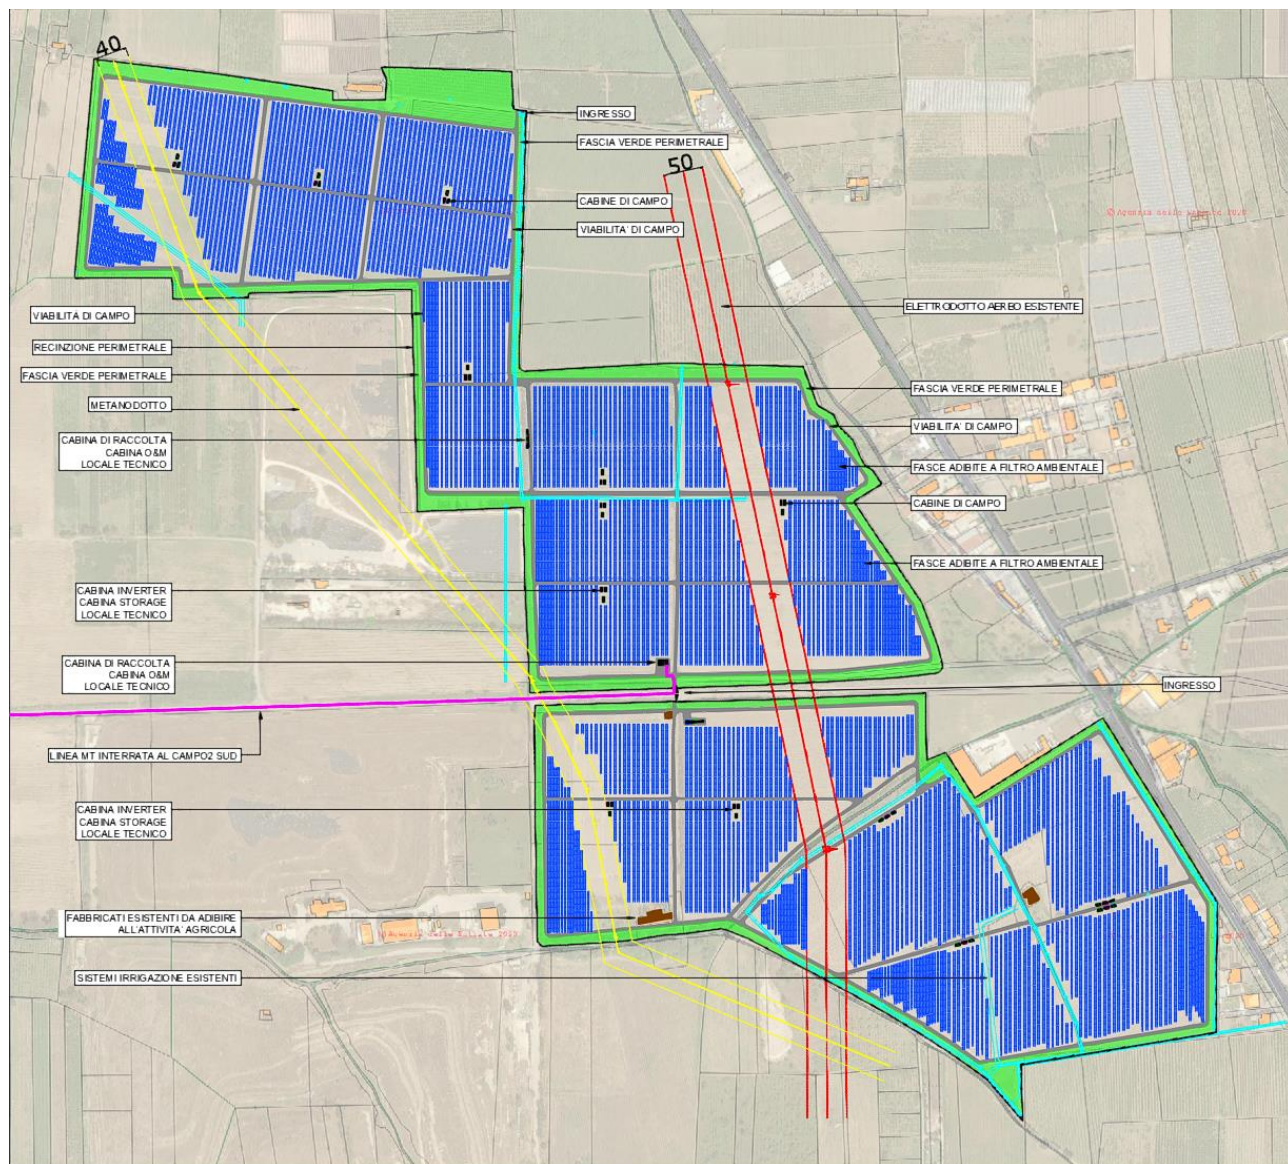 40
INGRESSO
FASCIA VERDE PERIMETRALE
50
CABINE DI CAMPO
VIABILITA' DI CAMPO
© Agenzia delle Entrate
ELETTRODOTTO AEREO ESISTENTE
VIABILITÀ DI CAMPO
RECINZIONE PERIMETRALE
FASCIA VERDE PERIMETRALE
METANODOTTO
FASCIA VERDE PERIMETRALE
VIABILITA' DI CAMPO
CABINA DI RACCOLTA
CABINA O&M
LOCALE TECNICO
FASCE ADIBITE A FILTRO AMBIENTALE
CABINE DI CAMPO
FASCE ADIBITE A FILTRO AMBIENTALE
CABINA INVERTER
CABINA STORAGE
LOCALE TECNICO
CABINA DI RACCOLTA
CABINA O&M
LOCALE TECNICO
INGRESSO
LINEA MT INTERRATA AL CAMPO2 SUD
CABINA INVERTER
CABINA STORAGE
LOCALE TECNICO
FABBRICATI ESISTENTI DA ADIBIRE
ALL'ATTIVITA' AGRICOLA
SISTEMI IRRIGAZIONE ESISTENTI